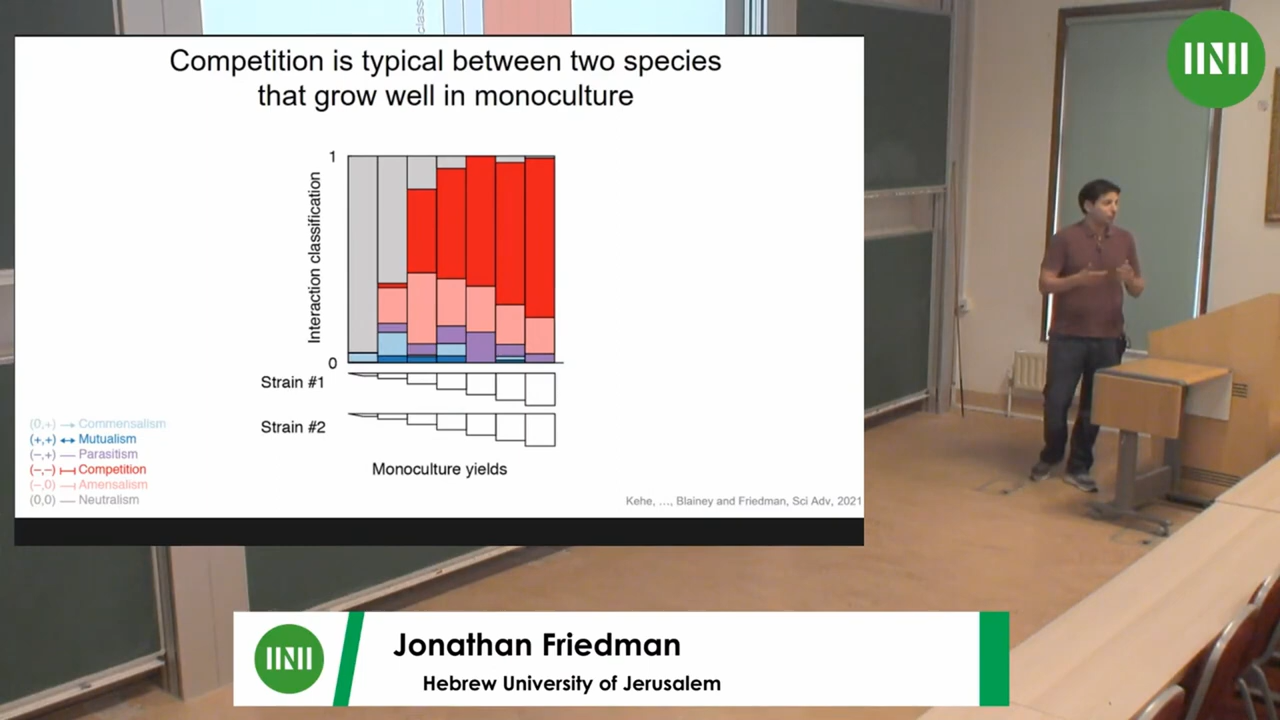 class
Competition is typical between two species
that grow well in monoculture
1
Interaction classification
0
Strain #1
Strain #2
Monoculture yields
(0,+) → Commensalism
(+,+) ↔ Mutualism
(–,+) — Parasitism
(–,–) Competition
(–,0) Amensalism
(0,0) — Neutralism
Kehe, ..., Blainey and Friedman, Sci Adv, 2021
Jonathan Friedman
Hebrew University of Jerusalem